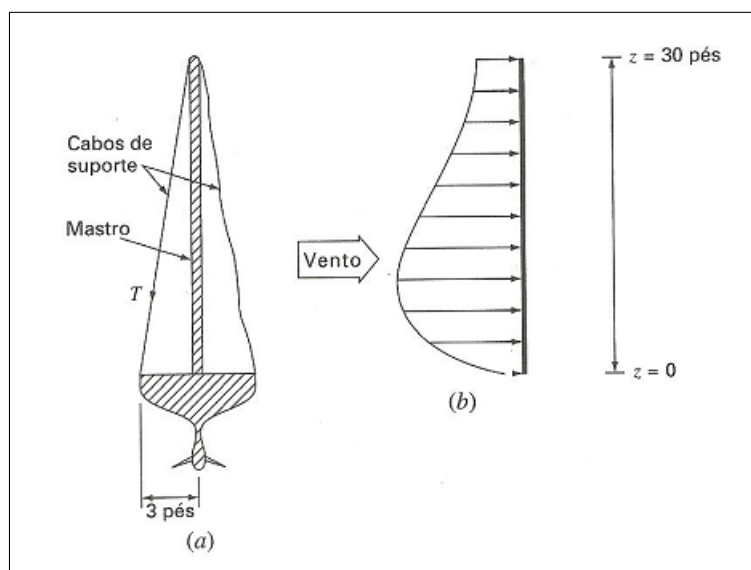 z = 30 pés
Cabos de
suporte
Mastro
Vento
T
z = 0
(b)
3 pés
(a)